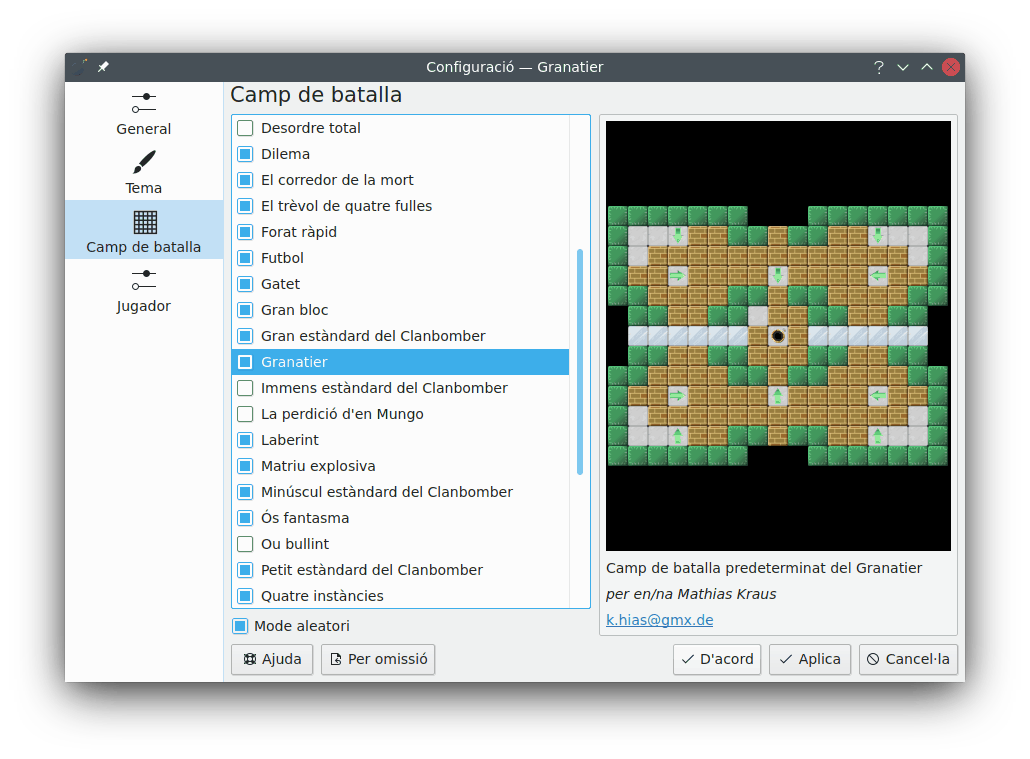 Configuració — Granatier
General
Tema
Camp de batalla
Jugador
Camp de batalla
Desordre total
Dilema
El corredor de la mort
El trèvol de quatre fulles
Forat ràpid
Futbol
Gatet
Gran bloc
Gran estàndard del Clanbomber
Granatier
Immens estàndard del Clanbomber
La perdició d'en Mungo
Laberint
Matriu explosiva
Minúscul estàndard del Clanbomber
Ós fantasma
Ou bullint
Petit estàndard del Clanbomber
Quatre instàncies
Mode aleatori
Camp de batalla predeterminat del Granatier
per en/na Mathias Kraus
k.hias@gmx.de
Ajuda
Per omissió
D'acord
Aplica
Cancel·la